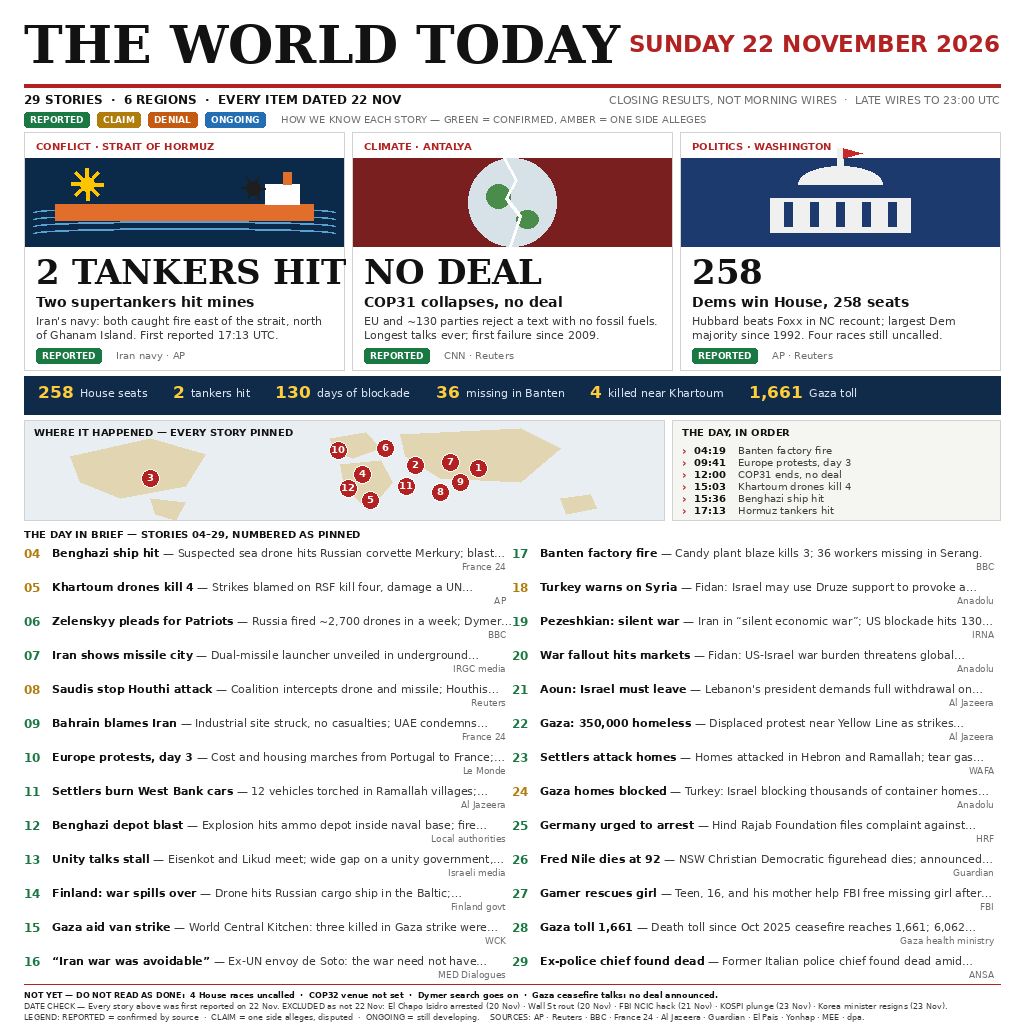 THE WORLD TODAY SUNDAY 22 NOVEMBER 2026
29 STORIES · 6 REGIONS · EVERY ITEM DATED 22 NOV
CLOSING RESULTS, NOT MORNING WIRES · LATE WIRES TO 23:00 UTC
REPORTED CLAIM DENIAL ONGOING HOW WE KNOW EACH STORY — GREEN = CONFIRMED, AMBER = ONE SIDE ALLEGES
CONFLICT · STRAIT OF HORMUZ
2 TANKERS HIT
Two supertankers hit mines
Iran's navy: both caught fire east of the strait, north
of Ghanam Island. First reported 17:13 UTC.
REPORTED Iran navy · AP
CLIMATE · ANTALYA
NO DEAL
COP31 collapses, no deal
EU and ~130 parties reject a text with no fossil fuels.
Longest talks ever; first failure since 2009.
REPORTED CNN · Reuters
POLITICS · WASHINGTON
258
Dems win House, 258 seats
Hubbard beats Foxx in NC recount; largest Dem
majority since 1992. Four races still uncalled.
REPORTED AP · Reuters
258 House seats 2 tankers hit 130 days of blockade 36 missing in Banten 4 killed near Khartoum 1,661 Gaza toll
WHERE IT HAPPENED — EVERY STORY PINNED
10
6
2
7
1
3
4
12
11
9
8
5
THE DAY, IN ORDER
› 04:19 Banten factory fire
› 09:41 Europe protests, day 3
› 12:00 COP31 ends, no deal
› 15:03 Khartoum drones kill 4
› 15:36 Benghazi ship hit
› 17:13 Hormuz tankers hit
THE DAY IN BRIEF — STORIES 04–29, NUMBERED AS PINNED
04 Benghazi ship hit — Suspected sea drone hits Russian corvette Merkury; blast...
France 24
05 Khartoum drones kill 4 — Strikes blamed on RSF kill four, damage a UN...
AP
06 Zelenskyy pleads for Patriots — Russia fired ~2,700 drones in a week; Dymer...
BBC
07 Iran shows missile city — Dual-missile launcher unveiled in underground...
IRGC media
08 Saudis stop Houthi attack — Coalition intercepts drone and missile; Houthis...
Reuters
09 Bahrain blames Iran — Industrial site struck, no casualties; UAE condemns...
France 24
10 Europe protests, day 3 — Cost and housing marches from Portugal to France;...
Le Monde
11 Settlers burn West Bank cars — 12 vehicles torched in Ramallah villages;...
Al Jazeera
12 Benghazi depot blast — Explosion hits ammo depot inside naval base; fire...
Local authorities
13 Unity talks stall — Eisenkot and Likud meet; wide gap on a unity government,...
Israeli media
14 Finland: war spills over — Drone hits Russian cargo ship in the Baltic;...
Finland govt
15 Gaza aid van strike — World Central Kitchen: three killed in Gaza strike were...
WCK
16 “Iran war was avoidable” — Ex-UN envoy de Soto: the war need not have...
MED Dialogues
17 Banten factory fire — Candy plant blaze kills 3; 36 workers missing in Serang.
BBC
18 Turkey warns on Syria — Fidan: Israel may use Druze support to provoke a...
Anadolu
19 Pezeshkian: silent war — Iran in “silent economic war”; US blockade hits 130...
IRNA
20 War fallout hits markets — Fidan: US-Israel war burden threatens global...
Anadolu
21 Aoun: Israel must leave — Lebanon's president demands full withdrawal on...
Al Jazeera
22 Gaza: 350,000 homeless — Displaced protest near Yellow Line as strikes...
Al Jazeera
23 Settlers attack homes — Homes attacked in Hebron and Ramallah; tear gas...
WAFA
24 Gaza homes blocked — Turkey: Israel blocking thousands of container homes...
Anadolu
25 Germany urged to arrest — Hind Rajab Foundation files complaint against...
HRF
26 Fred Nile dies at 92 — NSW Christian Democratic figurehead dies; announced...
Guardian
27 Gamer rescues girl — Teen, 16, and his mother help FBI free missing girl after...
FBI
28 Gaza toll 1,661 — Death toll since Oct 2025 ceasefire reaches 1,661; 6,062...
Gaza health ministry
29 Ex-police chief found dead — Former Italian police chief found dead amid...
ANSA
NOT YET — DO NOT READ AS DONE: 4 House races uncalled · COP32 venue not set · Dymer search goes on · Gaza ceasefire talks: no deal announced.
DATE CHECK — Every story above was first reported on 22 Nov. EXCLUDED as not 22 Nov: El Chapo Isidro arrested (20 Nov) · Wall St rout (20 Nov) · FBI NCIC hack (21 Nov) · KOSPI plunge (23 Nov) · Korea minister resigns (23 Nov).
LEGEND: REPORTED = confirmed by source · CLAIM = one side alleges, disputed · ONGOING = still developing. SOURCES: AP · Reuters · BBC · France 24 · Al Jazeera · Guardian · El Pais · Yonhap · MEE · dpa.